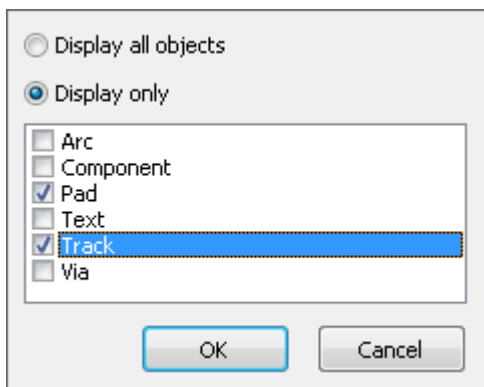 Display all objects
Display only
Arc
Component
Pad
Text
Track
Via
OK Cancel